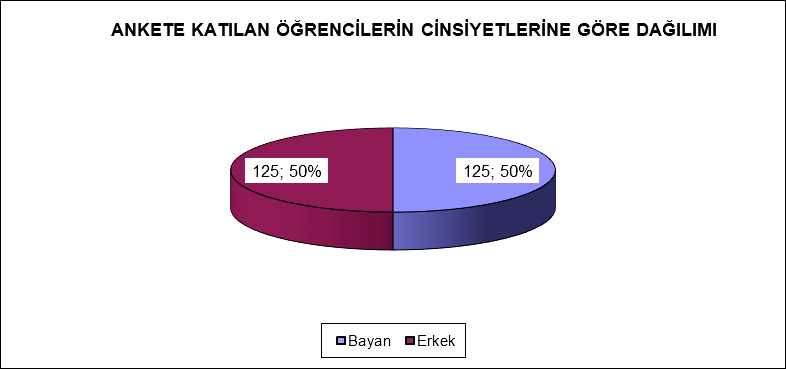 ANKETE KATILAN ÖĞRENCİLERİN CİNSİYETLERİNE GÖRE DAĞILIMI
125; 50% 125; 50%
Bayan Erkek